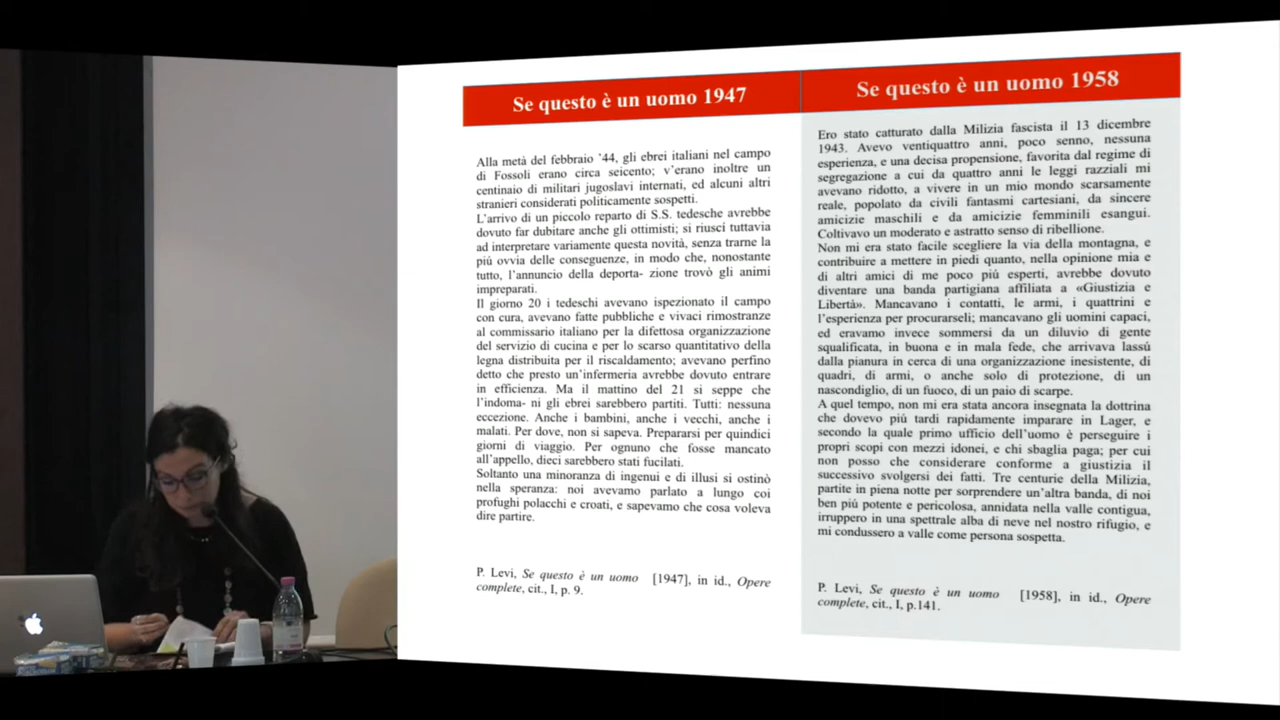 Se questo è un uomo 1947
Alla metà del febbraio ’44, gli ebrei italiani nel campo
di Fossoli erano circa seicento; v’erano inoltre un
centinaio di militari jugoslavi internati, ed alcuni altri
stranieri considerati politicamente sospetti.
L’arrivo di un piccolo reparto di S.S. tedesche avrebbe
dovuto far dubitare anche gli ottimisti; si riuscì tuttavia
ad interpretare variamente questa novità, senza trarne la
più ovvia delle conseguenze, in modo che, nonostante
tutto, l’annuncio della deporta- zione trovò gli animi
impreparati.
Il giorno 20 i tedeschi avevano ispezionato il campo
con cura, avevano fatte pubbliche e vivaci rimostranze
al commissario italiano per la difettosa organizzazione
del servizio di cucina e per lo scarso quantitativo della
legna distribuita per il riscaldamento; avevano perfino
detto che presto un’infermeria avrebbe dovuto entrare
in efficienza. Ma il mattino del 21 si seppe che
l’indoma- ni gli ebrei sarebbero partiti. Tutti: nessuna
eccezione. Anche i bambini, anche i vecchi, anche i
malati. Per dove, non si sapeva. Prepararsi per quindici
giorni di viaggio. Per ognuno che fosse mancato
all’appello, dieci sarebbero stati fucilati.
Soltanto una minoranza di ingenui e di illusi si ostinò
nella speranza: noi avevamo parlato a lungo coi
profughi polacchi e croati, e sapevamo che cosa voleva
dire partire.
P. Levi, Se questo è un uomo [1947], in id., Opere
complete, cit., I, p. 9.
Se questo è un uomo 1958
Ero stato catturato dalla Milizia fascista il 13 dicembre
1943. Avevo ventiquattro anni, poco senno, nessuna
esperienza, e una decisa propensione, favorita dal regime di
segregazione a cui da quattro anni le leggi razziali mi
avevano ridotto, a vivere in un mio mondo scarsamente
reale, popolato da civili fantasmi cartesiani, da sincere
amicizie maschili e da amicizie femminili esangui.
Coltivavo un moderato e astratto senso di ribellione.
Non mi era stato facile scegliere la via della montagna, e
contribuire a mettere in piedi quanto, nella opinione mia e
di altri amici di me poco più esperti, avrebbe dovuto
diventare una banda partigiana affiliata a «Giustizia e
Libertà». Mancavano i contatti, le armi, i quattrini e
l’esperienza per procurarseli; mancavano gli uomini capaci,
ed eravamo invece sommersi da un diluvio di gente
squalificata, in buona e in mala fede, che arrivava lassù
dalla pianura in cerca di una organizzazione inesistente, di
quadri, di armi, o anche solo di protezione, di un
nascondiglio, di un fuoco, di un paio di scarpe.
A quel tempo, non mi era stata ancora insegnata la dottrina
che dovevo più tardi rapidamente imparare in Lager, e
secondo la quale primo ufficio dell’uomo è perseguire i
propri scopi con mezzi idonei, e chi sbaglia paga; per cui
non posso che considerare conforme a giustizia il
successivo svolgersi dei fatti. Tre centurie della Milizia,
partite in piena notte per sorprendere un’altra banda, di noi
ben più potente e pericolosa, annidata nella valle contigua,
irruppero in una spettrale alba di neve nel nostro rifugio, e
mi condussero a valle come persona sospetta.
P. Levi, Se questo è un uomo [1958], in id., Opere
complete, cit., I, p.141.